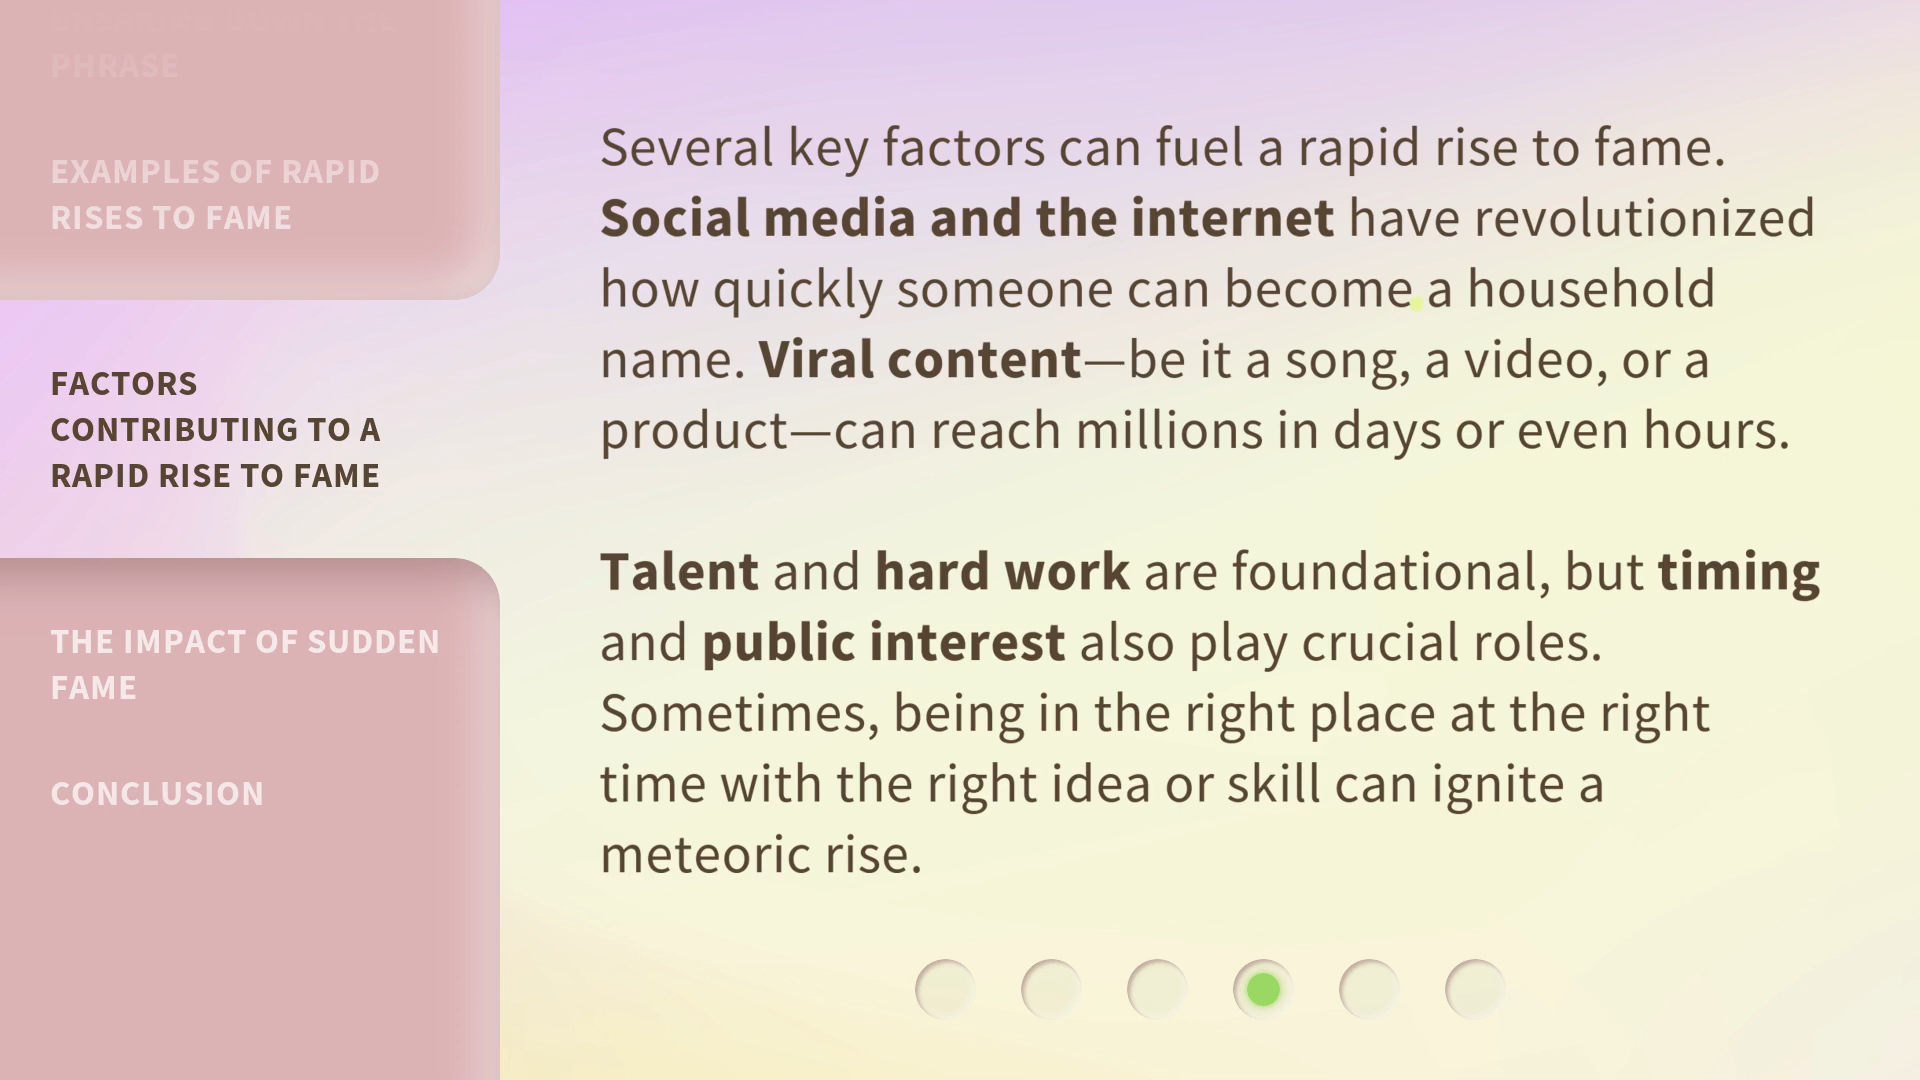 BREAKING DOWN THE
PHRASE
EXAMPLES OF RAPID
RISES TO FAME
FACTORS
CONTRIBUTING TO A
RAPID RISE TO FAME
THE IMPACT OF SUDDEN
FAME
CONCLUSION
Several key factors can fuel a rapid rise to fame.
Social media and the internet have revolutionized
how quickly someone can become a household
name. Viral content—be it a song, a video, or a
product—can reach millions in days or even hours.
Talent and hard work are foundational, but timing
and public interest also play crucial roles.
Sometimes, being in the right place at the right
time with the right idea or skill can ignite a
meteoric rise.